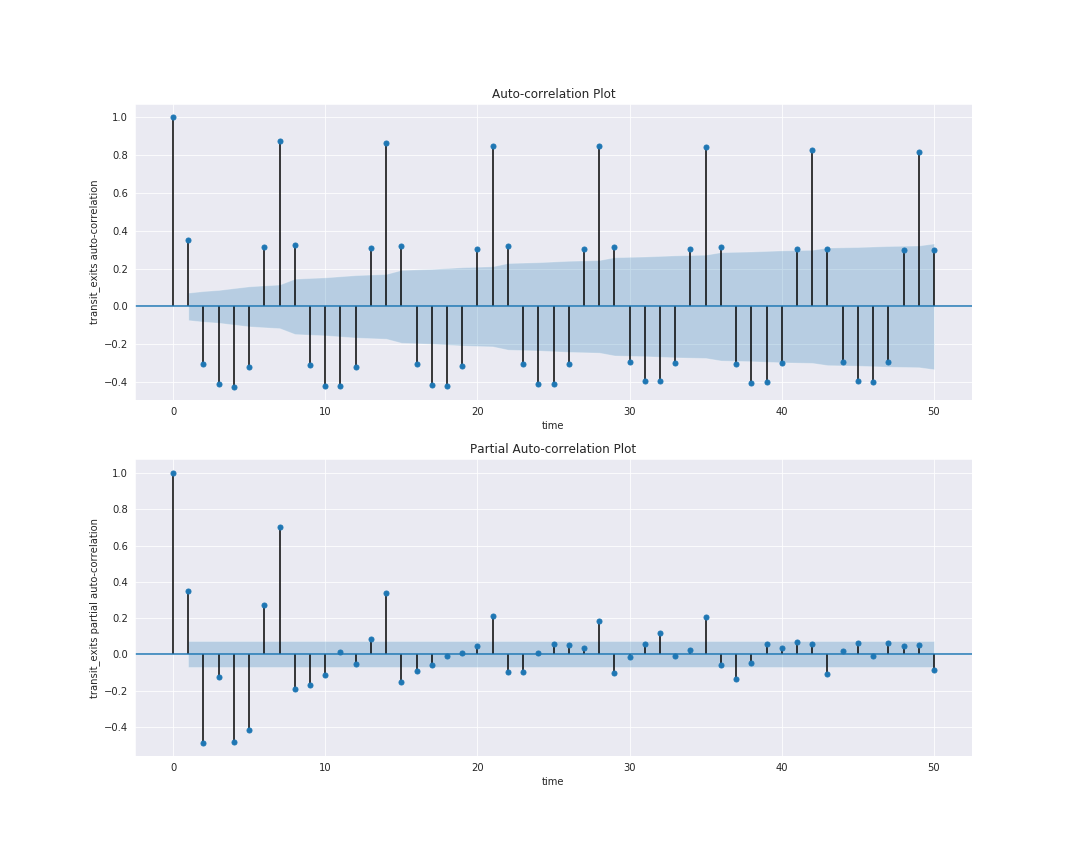 Auto-correlation Plot
transit_exits auto-correlation
1.0
0.8
0.6
0.4
0.2
0.0
−0.2
−0.4
0 10 20 30 40 50
time
Partial Auto-correlation Plot
transit_exits partial auto-correlation
1.0
0.8
0.6
0.4
0.2
0.0
−0.2
−0.4
0 10 20 30 40 50
time